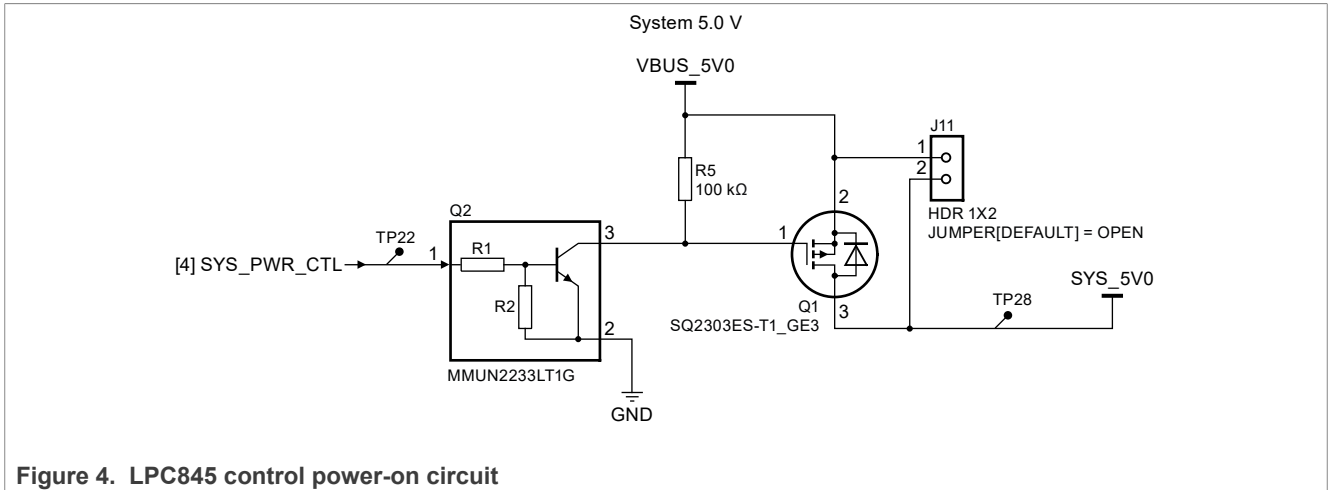 System 5.0 V
VBUS_5V0
J11
1
2
R5
100 kΩ
2
HDR 1X2
JUMPER[DEFAULT] = OPEN
Q2
3
1
TP22
1
R1
[4] SYS_PWR_CTL
SYS_5V0
R2
Q1
TP28
2
3
SQ2303ES-T1_GE3
MMUN2233LT1G
GND
Figure 4. LPC845 control power-on circuit